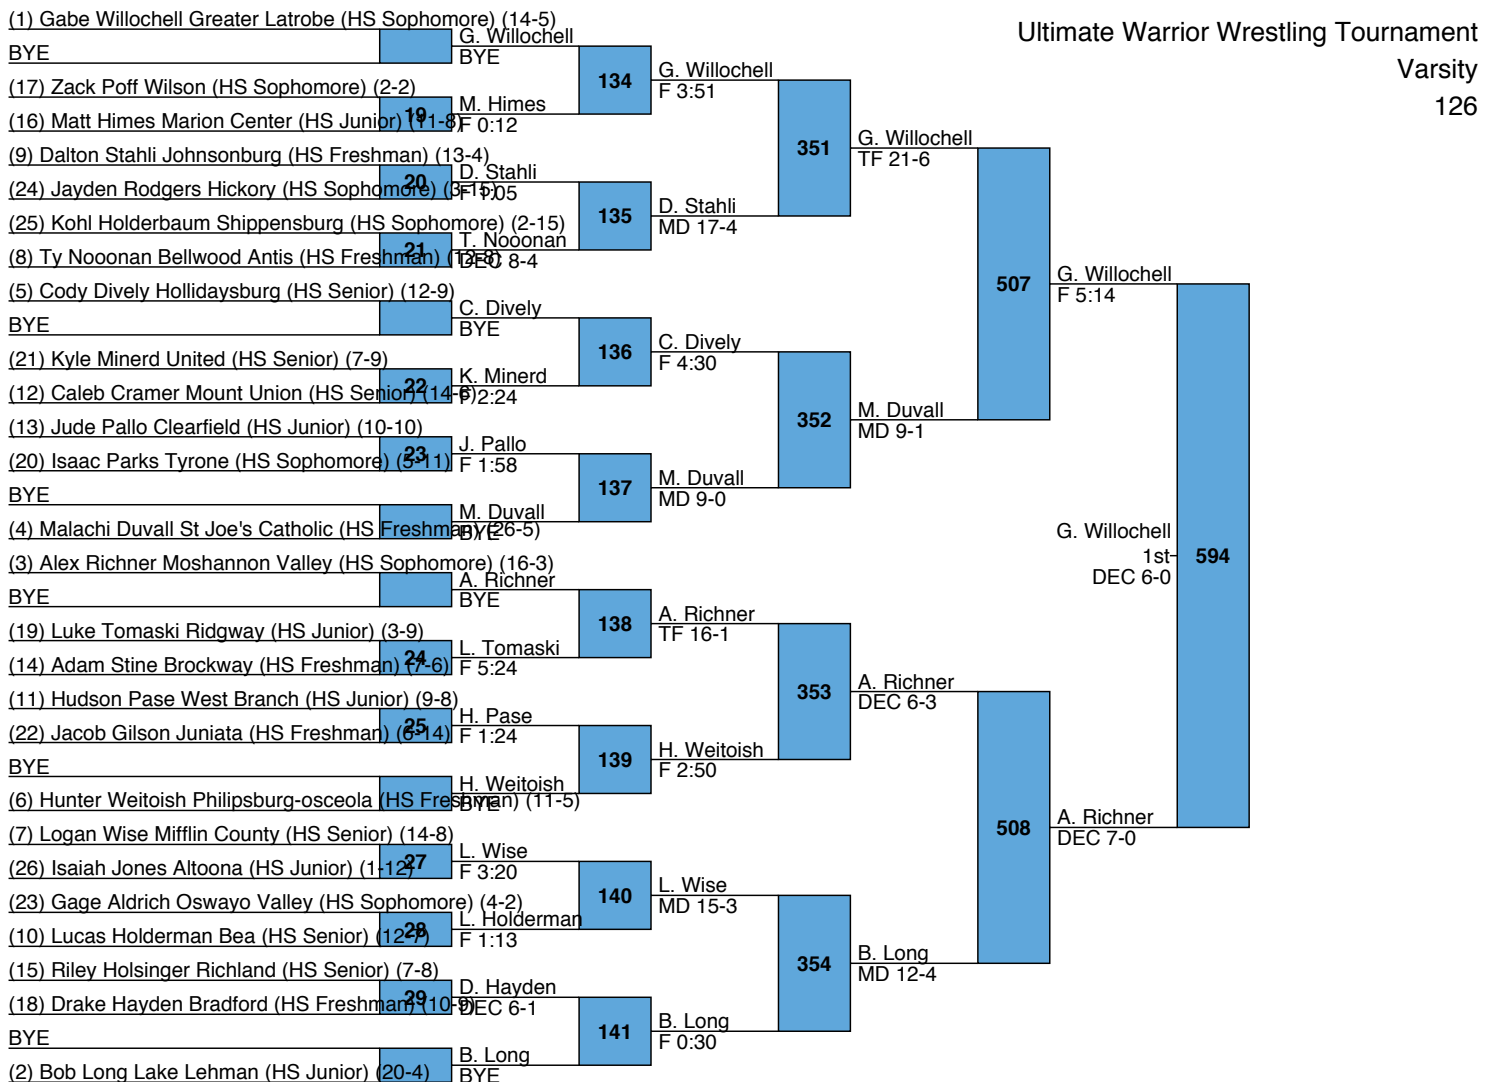 Ultimate Warrior Wrestling Tournament
Varsity
126
(1) Gabe Willochell Greater Latrobe (HS Sophomore) (14-5)
BYE
(17) Zack Poff Wilson (HS Sophomore) (2-2)
(16) Matt Himes Marion Center (HS Junior) (11-8)
(9) Dalton Stahli Johnsonburg (HS Freshman) (13-4)
(24) Jayden Rodgers Hickory (HS Sophomore) (3-15)
(25) Kohl Holderbaum Shippensburg (HS Sophomore) (2-15)
(8) Ty Nooonan Bellwood Antis (HS Freshman) (12-8)
(5) Cody Dively Hollidaysburg (HS Senior) (12-9)
BYE
(21) Kyle Minerd United (HS Senior) (7-9)
(12) Caleb Cramer Mount Union (HS Senior) (14-6)
(13) Jude Pallo Clearfield (HS Junior) (10-10)
(20) Isaac Parks Tyrone (HS Sophomore) (5-11)
BYE
(4) Malachi Duvall St Joe's Catholic (HS Freshman) (26-5)
(3) Alex Richner Moshannon Valley (HS Sophomore) (16-3)
BYE
(19) Luke Tomaski Ridgway (HS Junior) (3-9)
(14) Adam Stine Brockway (HS Freshman) (7-6)
(11) Hudson Pase West Branch (HS Junior) (9-8)
(22) Jacob Gilson Juniata (HS Freshman) (6-14)
BYE
(6) Hunter Weitoish Philipsburg-osceola (HS Freshman) (11-5)
(7) Logan Wise Mifflin County (HS Senior) (14-8)
(26) Isaiah Jones Altoona (HS Junior) (1-12)
(23) Gage Aldrich Oswayo Valley (HS Sophomore) (4-2)
(10) Lucas Holderman Bea (HS Senior) (12-7)
(15) Riley Holsinger Richland (HS Senior) (7-8)
(18) Drake Hayden Bradford (HS Freshman) (10-9)
BYE
(2) Bob Long Lake Lehman (HS Junior) (20-4)
G. Willochell
BYE
19
M. Himes
F 0:12
20
D. Stahli
F 1:05
21
T. Nooonan
DEC 8-4
C. Dively
BYE
22
K. Minerd
F 2:24
23
J. Pallo
F 1:58
M. Duvall
BYE
A. Richner
BYE
24
L. Tomaski
F 5:24
25
H. Pase
F 1:24
H. Weitoish
BYE
27
L. Wise
F 3:20
28
L. Holderman
F 1:13
29
D. Hayden
DEC 6-1
B. Long
BYE
134
G. Willochell
F 3:51
135
D. Stahli
MD 17-4
136
C. Dively
F 4:30
137
M. Duvall
MD 9-0
138
A. Richner
TF 16-1
139
H. Weitoish
F 2:50
140
L. Wise
MD 15-3
141
B. Long
F 0:30
351
G. Willochell
TF 21-6
352
M. Duvall
MD 9-1
353
A. Richner
DEC 6-3
354
B. Long
MD 12-4
507
G. Willochell
F 5:14
508
A. Richner
DEC 7-0
G. Willochell
1st
DEC 6-0
594